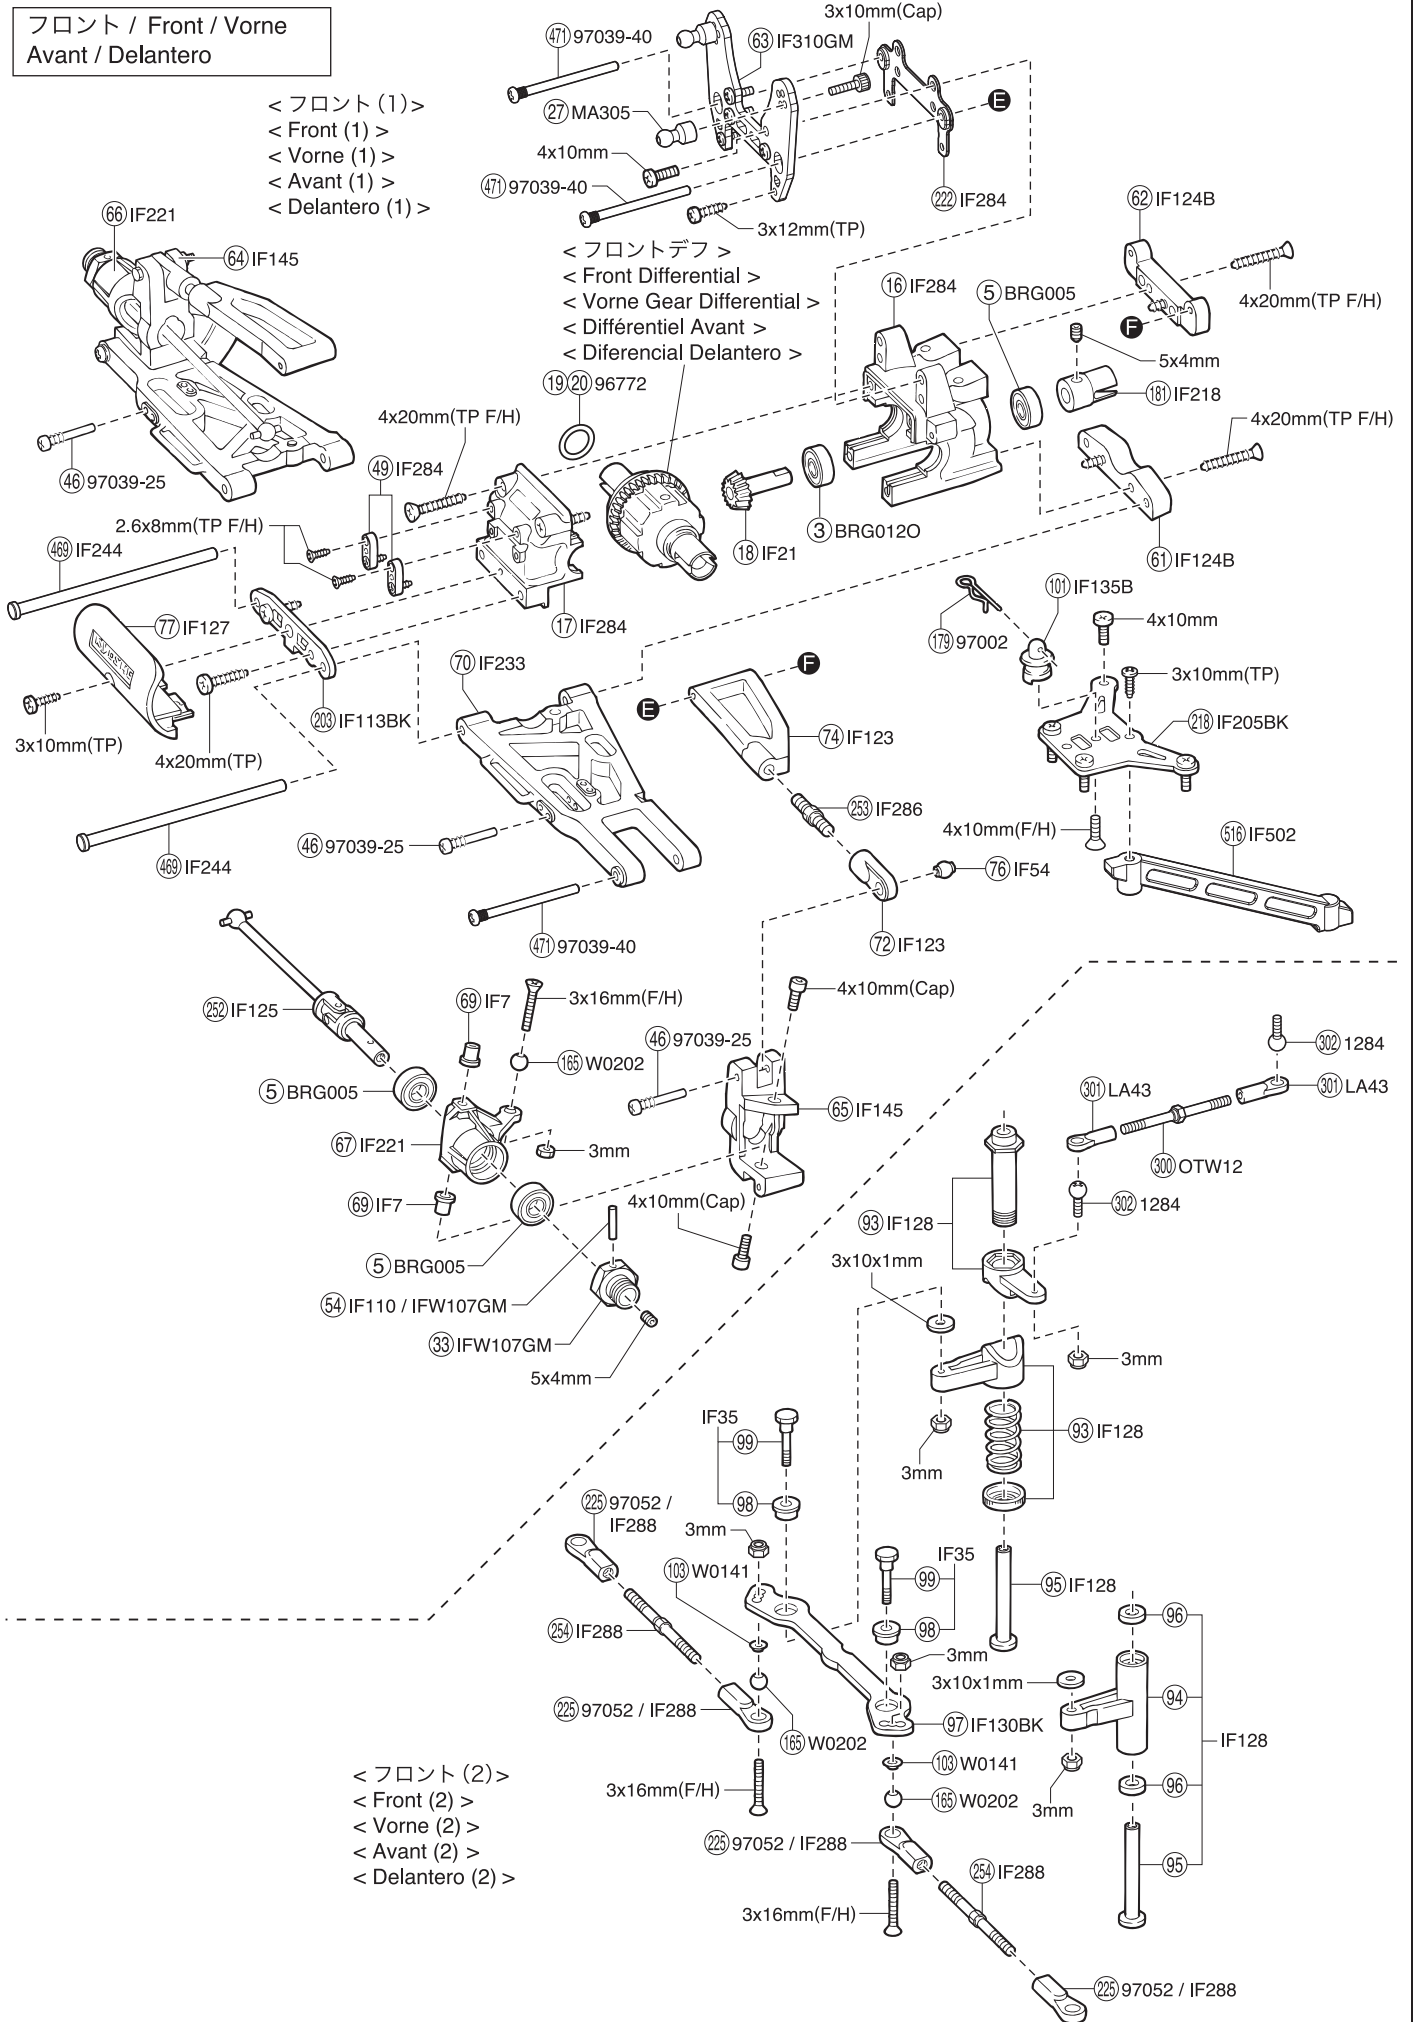 フロント / Front / Vorne
Avant / Delantero
< フロント (1) >
< Front (1) >
< Vorne (1) >
< Avant (1) >
< Delantero (1) >
471 97039-40
63 IF310GM
3x10mm(Cap)
27 MA305
E
4x10mm
471 97039-40
222 IF284
3x12mm(TP)
62 IF124B
66 IF221
64 IF145
< フロントデフ >
< Front Differential >
< Vorne Gear Differential >
< Différentiel Avant >
< Diferencial Delantero >
16 IF284
5 BRG005
4x20mm(TP F/H)
F
5x4mm
181 IF218
19 20 96772
4x20mm(TP F/H)
4x20mm(TP F/H)
46 97039-25
49 IF284
2.6x8mm(TP F/H)
469 IF244
18 IF21
3 BRG012O
61 IF124B
77 IF127
KYOSHO
17 IF284
101 IF135B
179 97002
4x10mm
70 IF233
F
E
3x10mm(TP)
203 IF113BK
218 IF205BK
3x10mm(TP)
4x20mm(TP)
74 IF123
253 IF286
4x10mm(F/H)
516 IF502
46 97039-25
469 IF244
76 IF54
471 97039-40
72 IF123
252 IF125
69 IF7
3x16mm(F/H)
4x10mm(Cap)
165 W0202
46 97039-25
5 BRG005
65 IF145
67 IF221
3mm
69 IF7
4x10mm(Cap)
5 BRG005
54 IF110 / IFW107GM
33 IFW107GM
5x4mm
302 1284
301 LA43
301 LA43
300 OTW12
302 1284
93 IF128
3x10x1mm
3mm
93 IF128
3mm
IF35
99
98
225 97052 /
IF288
3mm
103 W0141
IF35
99
98
95 IF128
254 IF288
3mm
96
3x10x1mm
94
225 97052 / IF288
97 IF130BK
165 W0202
IF128
103 W0141
96
3x16mm(F/H)
165 W0202
3mm
< フロント (2) >
< Front (2) >
< Vorne (2) >
< Avant (2) >
< Delantero (2) >
225 97052 / IF288
95
254 IF288
3x16mm(F/H)
225 97052 / IF288